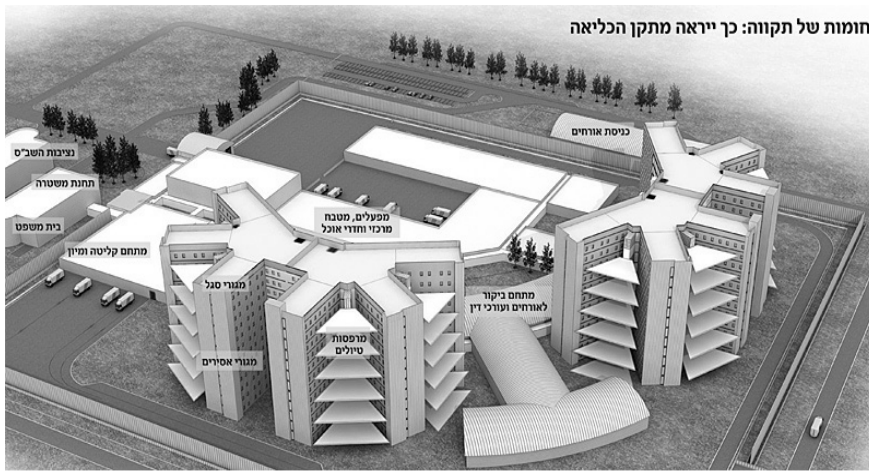 חומות של תקווה: כך ייראה מתקן הכליאה
כניסת אורחים
נציבות השב"ס
תחנת משטרה
בית משפט
מתחם קליטה ומיון
מפעלים, מטבח
מרכזי וחדרי אוכל
מגורי סגל
מתחם ביקור
לאורחים ועורכי דין
מרפסות
טיולים
מגורי אסירים